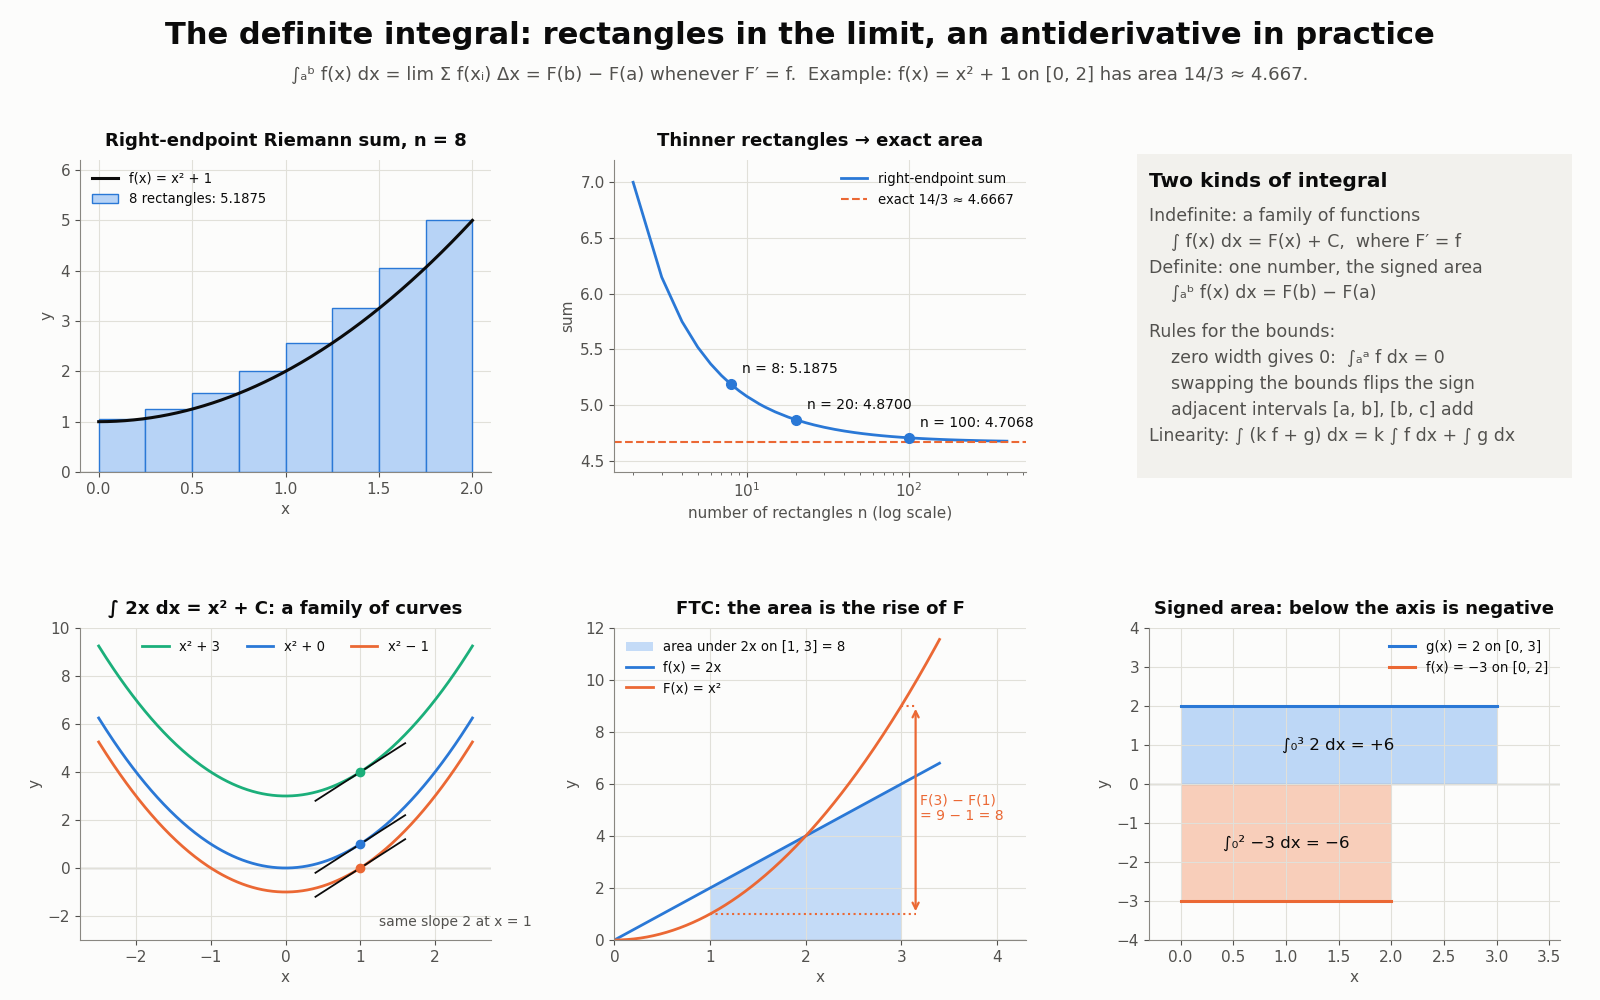 The definite integral: rectangles in the limit, an antiderivative in practice
∫ₐᵇ f(x) dx = lim Σ f(xᵢ) Δx = F(b) − F(a) whenever F′ = f.  Example: f(x) = x² + 1 on [0, 2] has area 14/3 ≈ 4.667.
Right-endpoint Riemann sum, n = 8
f(x) = x² + 1
8 rectangles: 5.1875
6
5
4
3
2
1
0
y
0.0 0.5 1.0 1.5 2.0
x
Thinner rectangles → exact area
right-endpoint sum
exact 14/3 ≈ 4.6667
7.0
6.5
6.0
5.5
5.0
4.5
sum
n = 8: 5.1875
n = 20: 4.8700
n = 100: 4.7068
10¹ 10²
number of rectangles n (log scale)
Two kinds of integral
Indefinite: a family of functions
∫ f(x) dx = F(x) + C,  where F′ = f
Definite: one number, the signed area
∫ₐᵇ f(x) dx = F(b) − F(a)
Rules for the bounds:
zero width gives 0:  ∫ₐᵃ f dx = 0
swapping the bounds flips the sign
adjacent intervals [a, b], [b, c] add
Linearity: ∫ (k f + g) dx = k ∫ f dx + ∫ g dx
∫ 2x dx = x² + C: a family of curves
x² + 3 x² + 0 x² − 1
10
8
6
4
2
0
−2
y
same slope 2 at x = 1
−2 −1 0 1 2
x
FTC: the area is the rise of F
area under 2x on [1, 3] = 8
f(x) = 2x
F(x) = x²
12
10
8
6
4
2
0
y
F(3) − F(1)
= 9 − 1 = 8
0 1 2 3 4
x
Signed area: below the axis is negative
g(x) = 2 on [0, 3]
f(x) = −3 on [0, 2]
4
3
2
1
0
−1
−2
−3
−4
y
∫₀³ 2 dx = +6
∫₀² −3 dx = −6
0.0 0.5 1.0 1.5 2.0 2.5 3.0 3.5
x